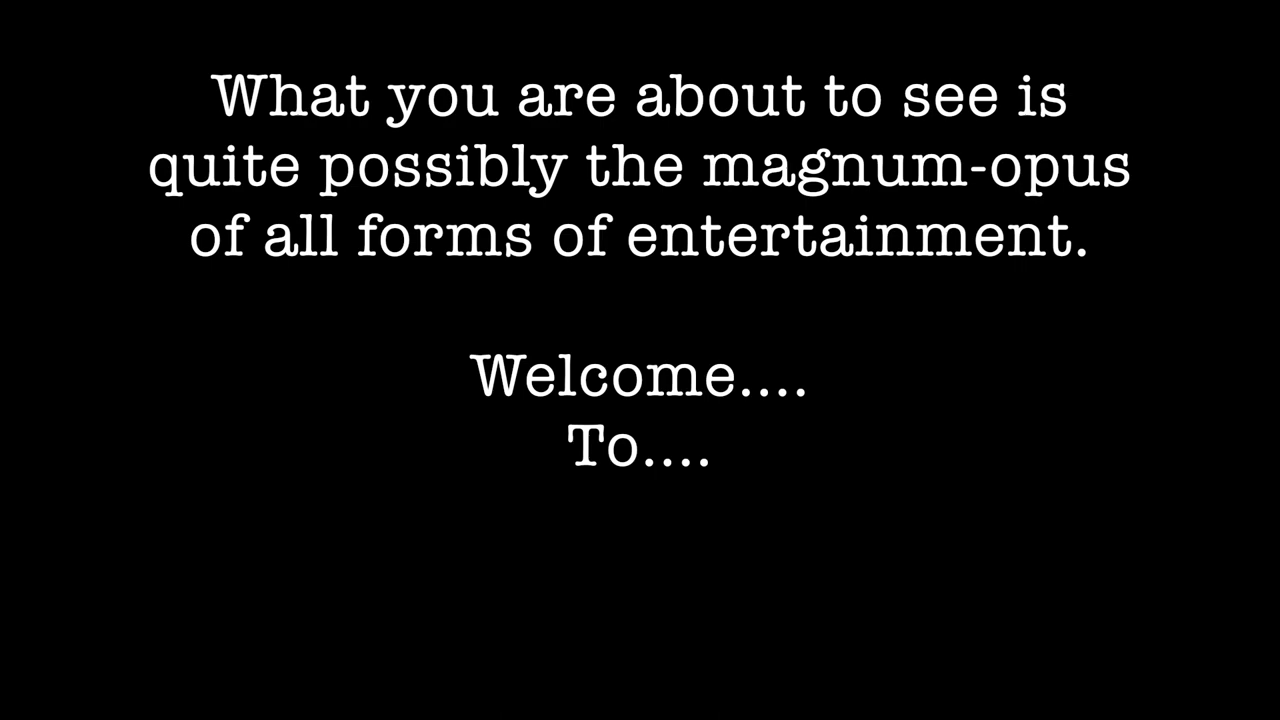 What you are about to see is
quite possibly the magnum-opus
of all forms of entertainment.
Welcome....
To....